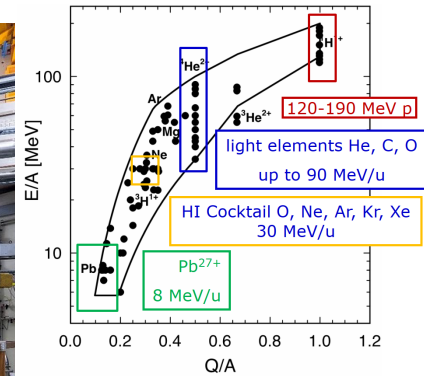 100
10
E/A [MeV]
0.0 0.2 0.4 0.6 0.8 1.0 1.2
Q/A
H ⁺
⁴He²⁺
Ar
Mg
³He²⁺
Ne
³H¹⁺
Pb
120-190 MeV p
light elements He, C, O
up to 90 MeV/u
HI Cocktail O, Ne, Ar, Kr, Xe
30 MeV/u
Pb²⁷⁺
8 MeV/u